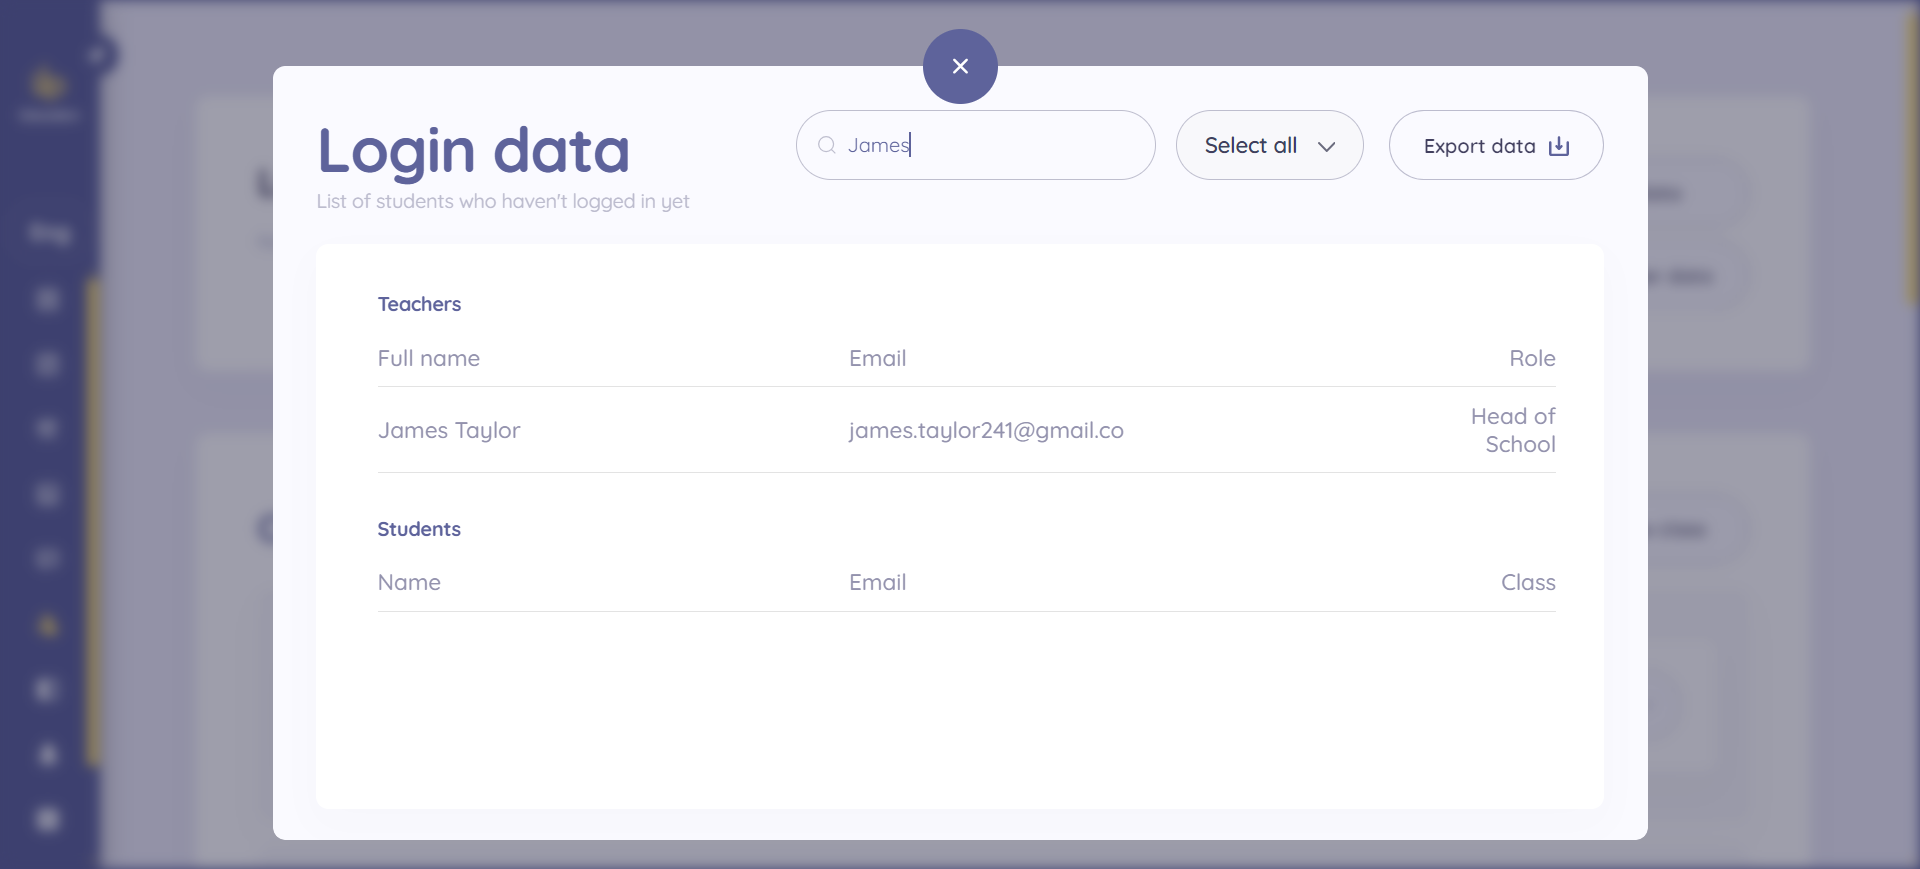 Login data
List of students who haven't logged in yet
James
Select all
Export data
Teachers
Full name Email Role
James Taylor james.taylor241@gmail.co Head of
School
Students
Name Email Class
Eng